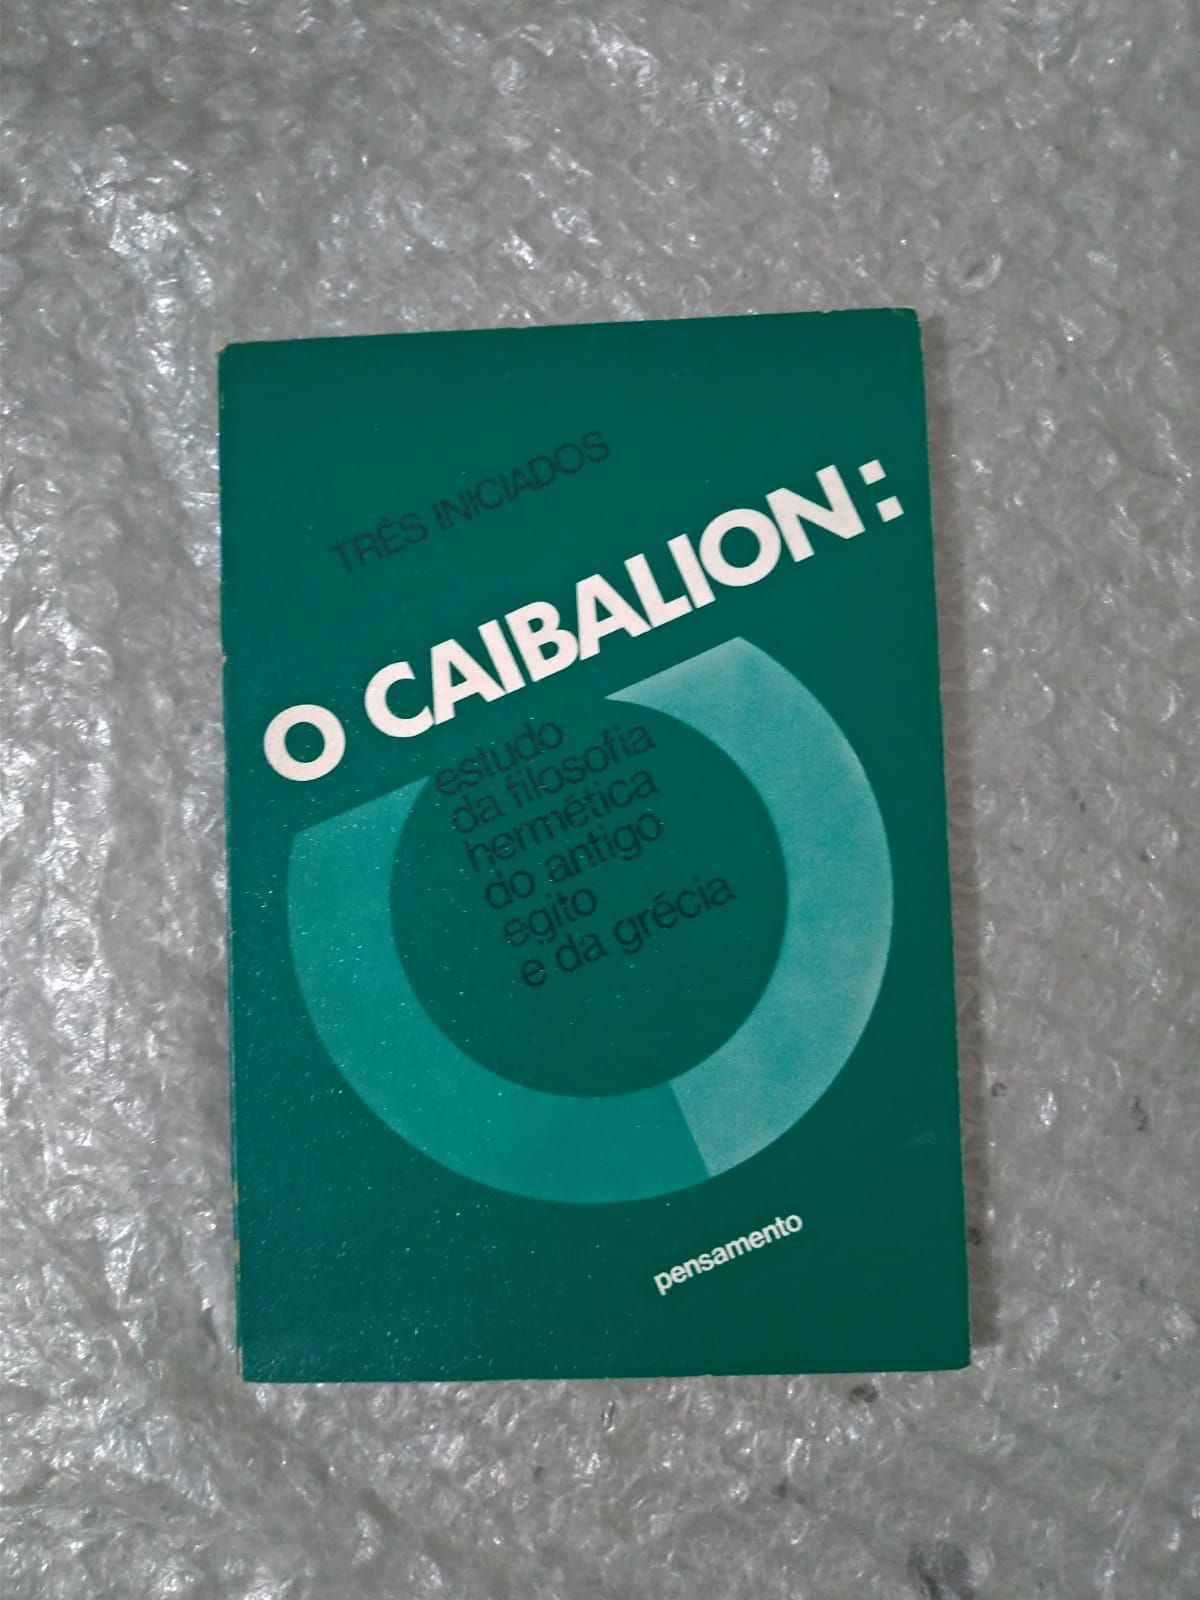 TRÊS INICIADOS
O CAIBALION:
estudo
da filosofia
hermética
do antigo
egito
e da grécia
pensamento